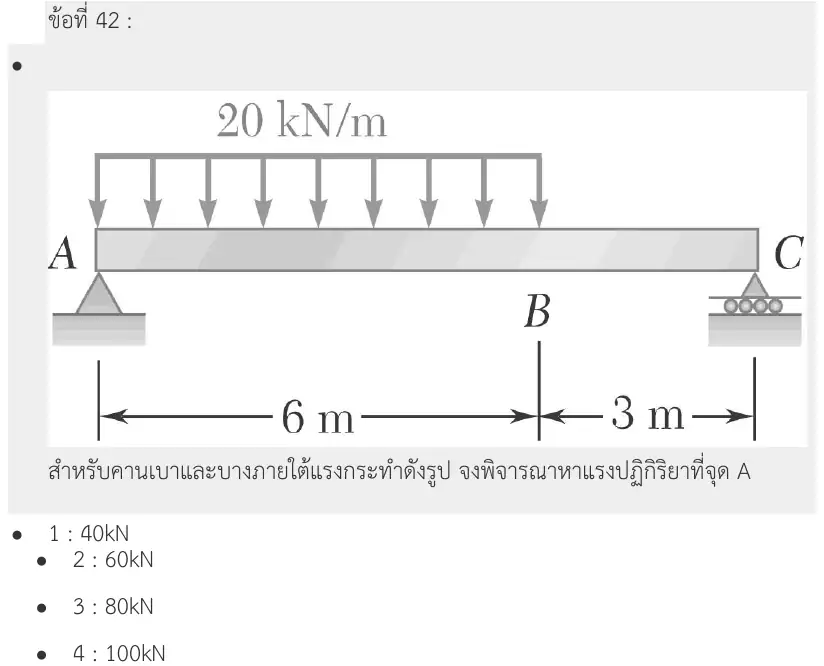 ข้อที่ 42 :
20 kN/m
A
C
B
6 m
3 m
สำหรับคานเบาและบางภายใต้แรงกระทำดังรูป จงพิจารณาหาแรงปฏิกิริยาที่จุด A
1 : 40kN
2 : 60kN
3 : 80kN
4 : 100kN